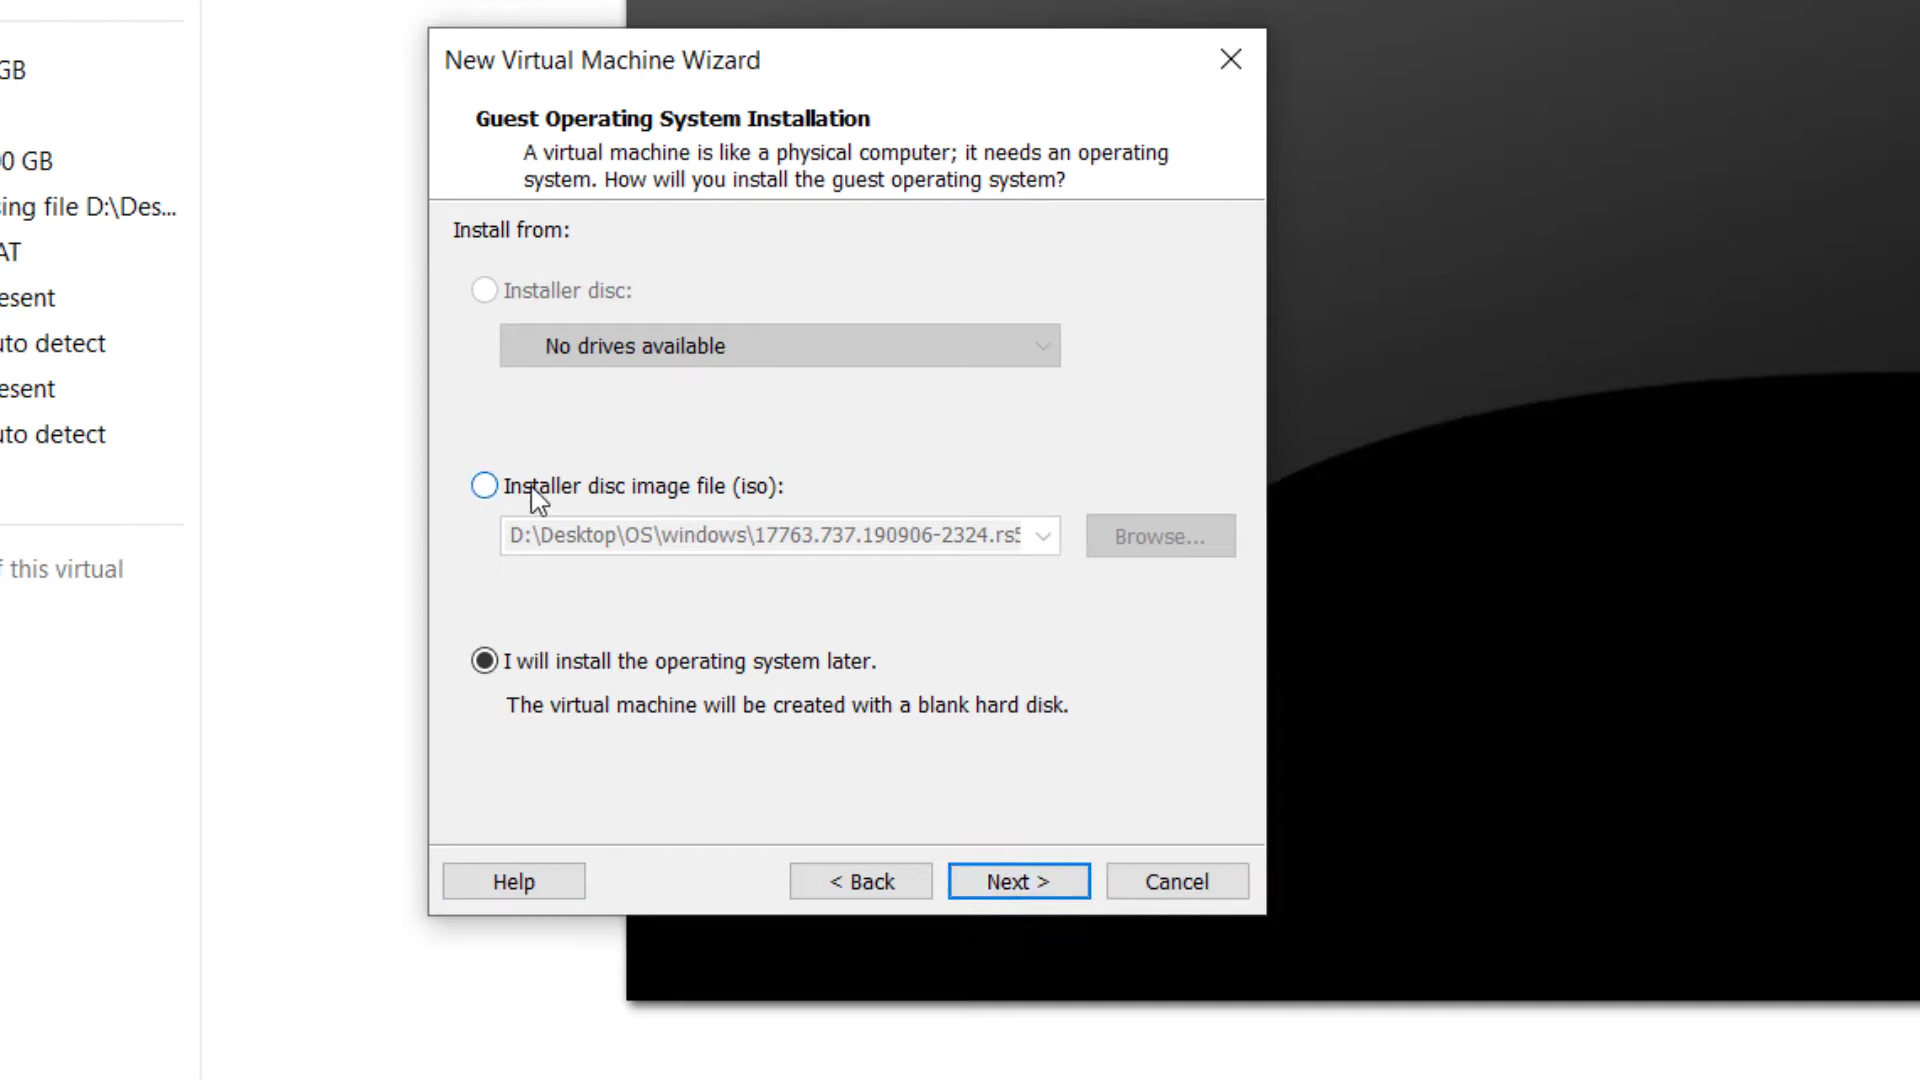 GB
0 GB
sing file D:\Des...
AT
esent
uto detect
esent
uto detect
f this virtual
New Virtual Machine Wizard
Guest Operating System Installation
A virtual machine is like a physical computer; it needs an operating
system. How will you install the guest operating system?
Install from:
Installer disc:
No drives available
Installer disc image file (iso):
D:\Desktop\OS\windows\17763.737.190906-2324.rs5
Browse...
I will install the operating system later.
The virtual machine will be created with a blank hard disk.
Help
< Back
Next >
Cancel